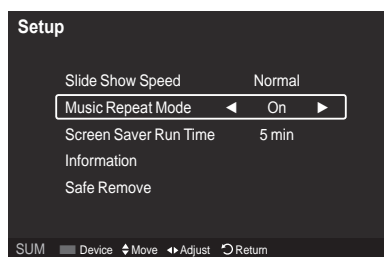 Setup
Slide Show Speed Normal
Music Repeat Mode ◀ On ▶
Screen Saver Run Time 5 min
Information
Safe Remove
SUM Device Move Adjust Return